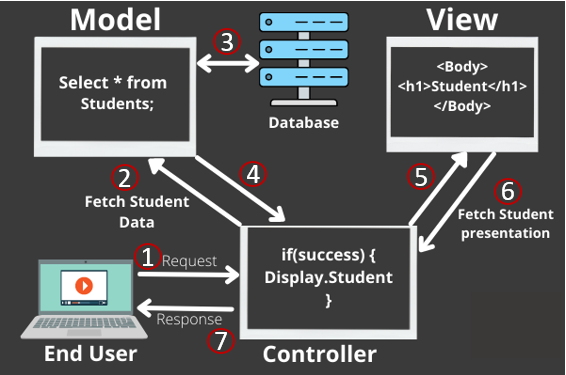 Model
View
Select * from
Students;
3
Database
<Body>
<h1>Student</h1>
</Body>
2
Fetch Student
Data
4
5
6
Fetch Student
presentation
1
Request
if(success) {
Display.Student
}
Response
7
End User
Controller